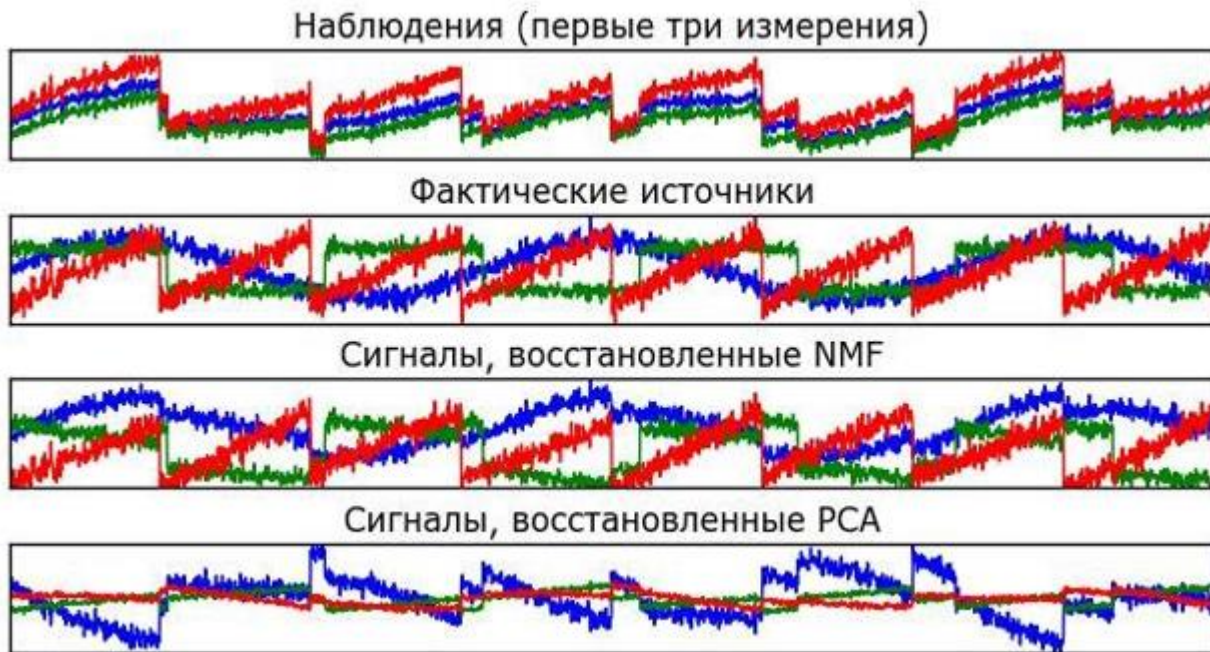 Наблюдения (первые три измерения)
Фактические источники
Сигналы, восстановленные NMF
Сигналы, восстановленные PCA